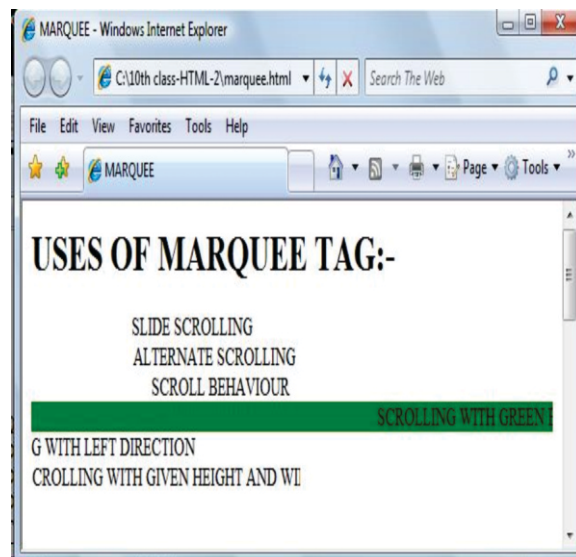 MARQUEE - Windows Internet Explorer
C:\10th class-HTML-2\marquee.html Search The Web
File Edit View Favorites Tools Help
MARQUEE Page Tools
USES OF MARQUEE TAG:-
SLIDE SCROLLING
ALTERNATE SCROLLING
SCROLL BEHAVIOUR
SCROLLING WITH GREEN
G WITH LEFT DIRECTION
CROLLING WITH GIVEN HEIGHT AND WI